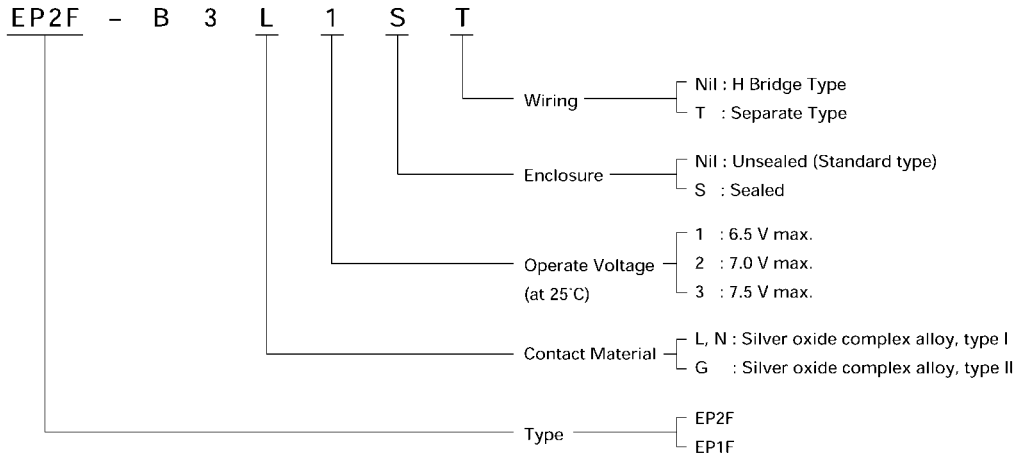 EP2F – B 3 L 1 S T
Wiring
Nil : H Bridge Type
T : Separate Type
Enclosure
Nil : Unsealed (Standard type)
S : Sealed
Operate Voltage
(at 25°C)
1 : 6.5 V max.
2 : 7.0 V max.
3 : 7.5 V max.
Contact Material
L, N : Silver oxide complex alloy, type I
G : Silver oxide complex alloy, type II
Type
EP2F
EP1F